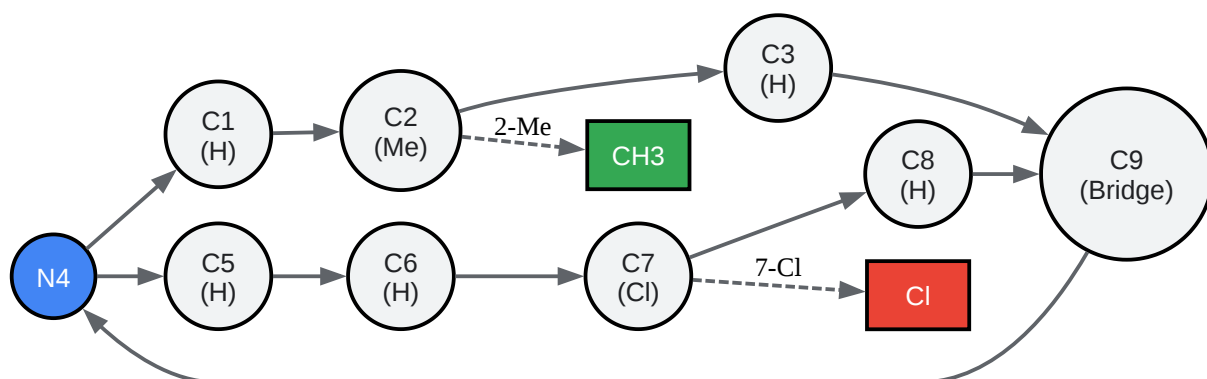 C3
(H)
C1
(H)
C2
(Me)
2-Me
CH3
C8
(H)
C9
(Bridge)
N4
C5
(H)
C6
(H)
C7
(Cl)
7-Cl
Cl